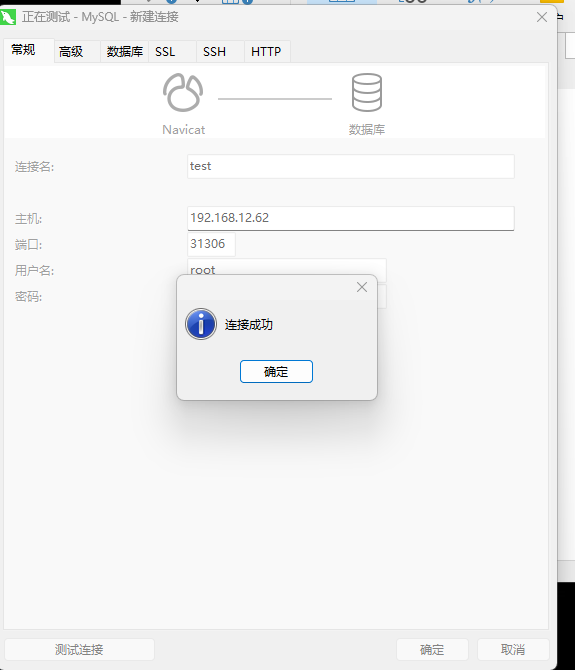 正在测试 - MySQL - 新建连接
常规 高级 数据库 SSL SSH HTTP
Navicat 数据库
连接名: test
主机: 192.168.12.62
端口: 31306
用户名: root
密码:
连接成功
确定
测试连接 确定 取消